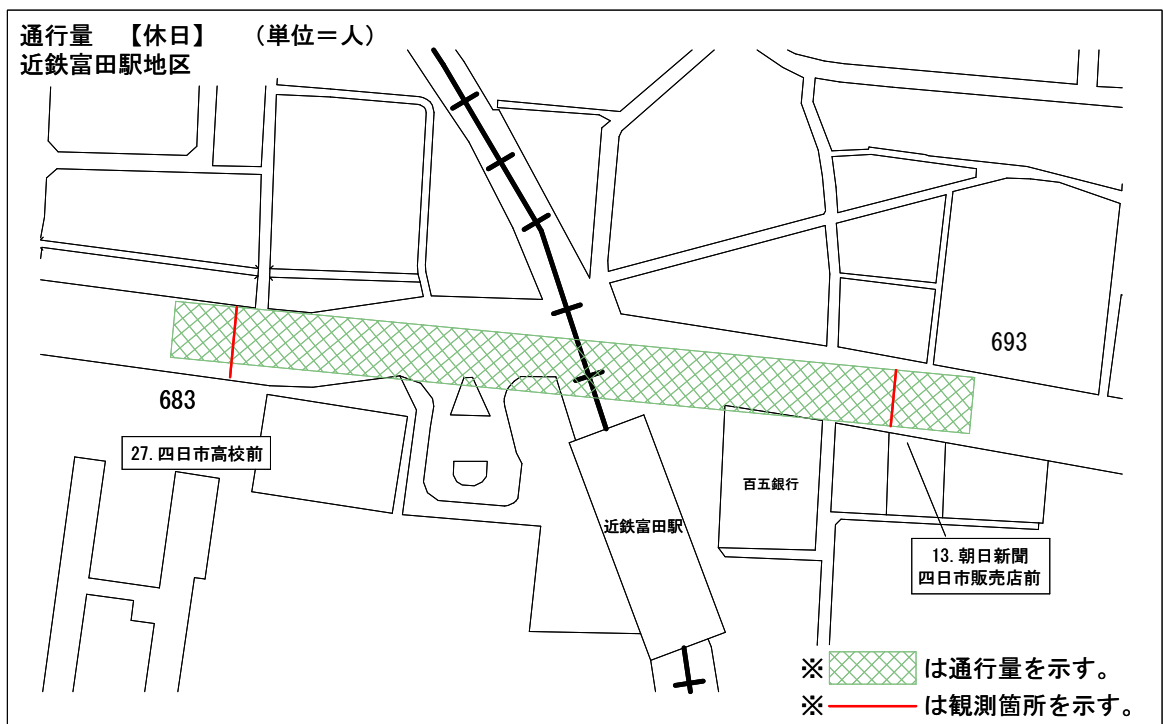 通行量 【休日】 (単位=人)
近鉄富田駅地区
693
683
27.四日市高校前
百五銀行
近鉄富田駅
13.朝日新聞
四日市販売店前
※ は通行量を示す。
※ は観測箇所を示す。